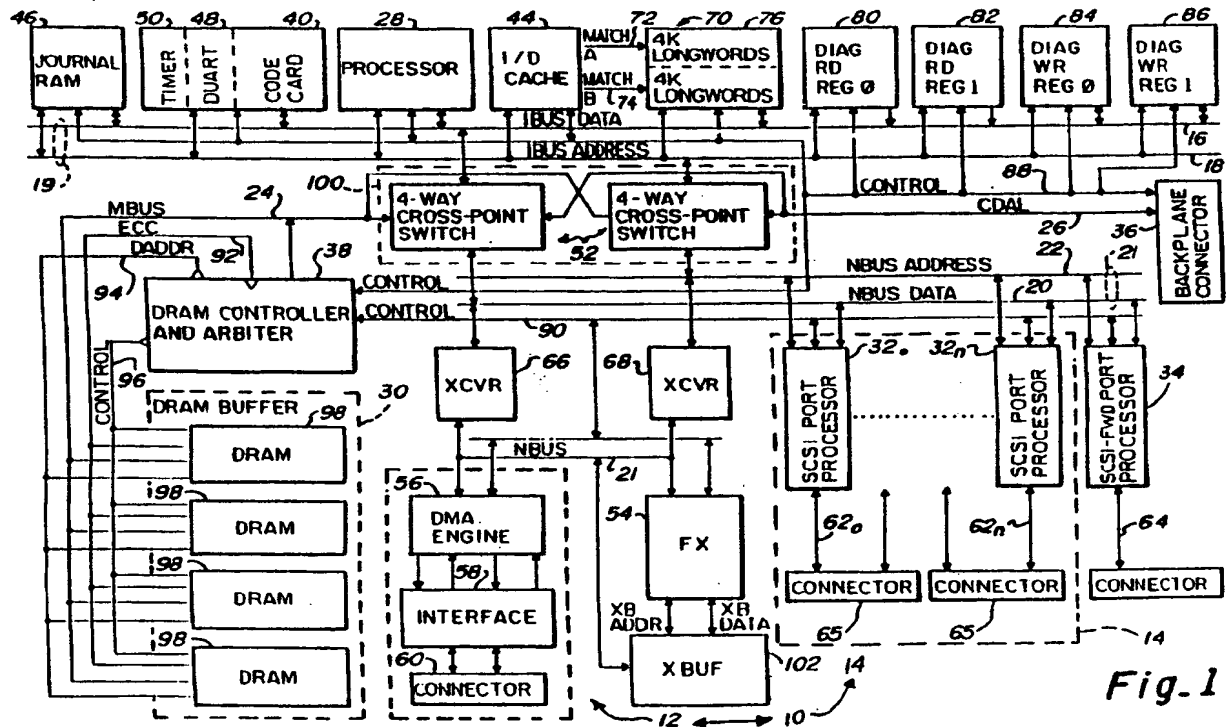 46
50
48
40
28
44
72
70
76
80
82
84
86
JOURNAL
RAM
TIMER
DUART
CODE
CARD
PROCESSOR
I/D
CACHE
MATCH
A
MATCH
B
74
4K
LONGWORDS
4K
LONGWORDS
DIAG
RD
REG Ø
DIAG
RD
REG 1
DIAG
WR
REG Ø
DIAG
WR
REG 1
IBUS DATA
16
IBUS ADDRESS
18
19
100
4-WAY
CROSS-POINT
SWITCH
4-WAY
CROSS-POINT
SWITCH
52
CONTROL
88
CDAL
26
36
BACKPLANE
CONNECTOR
MBUS
24
ECC
92
DADDR
94
38
DRAM CONTROLLER
AND ARBITER
CONTROL
CONTROL
90
NBUS ADDRESS
22
21
NBUS DATA
20
CONTROL
96
XCVR
66
XCVR
68
32o
SCSI PORT
PROCESSOR
32n
SCSI PORT
PROCESSOR
34
SCSI-FWD PORT
PROCESSOR
DRAM BUFFER
30
98
DRAM
98
DRAM
98
DRAM
98
DRAM
NBUS
21
56
DMA
ENGINE
58
INTERFACE
60
CONNECTOR
54
FX
XB
ADDR
XB
DATA
X BUF
102
62o
62n
64
CONNECTOR
CONNECTOR
CONNECTOR
65
65
14
12
10
14
Fig. 1